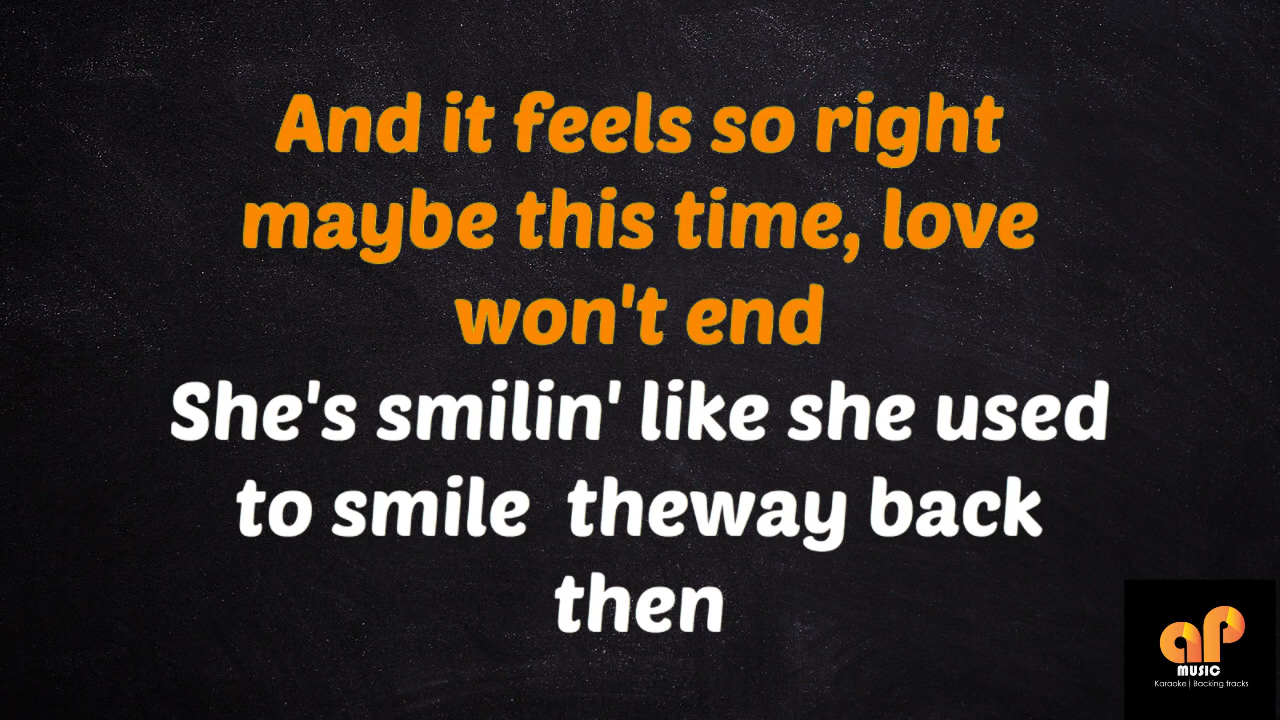 And it feels so right
maybe this time, love
won't end
She's smilin' like she used
to smile  theway back
then
aP
MUSIC
Karaoke | Backing tracks